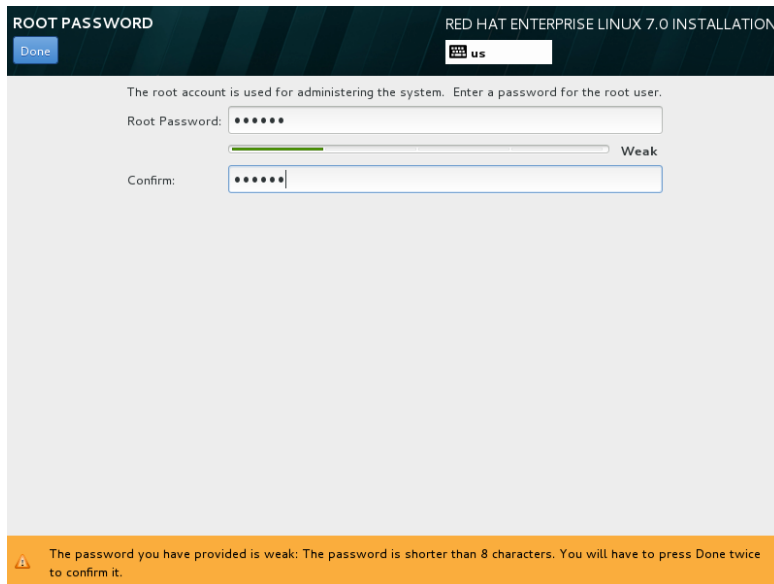 ROOT PASSWORD
RED HAT ENTERPRISE LINUX 7.0 INSTALLATION
Done
us
The root account is used for administering the system. Enter a password for the root user.
Root Password: ••••••
Weak
Confirm: ••••••
The password you have provided is weak: The password is shorter than 8 characters. You will have to press Done twice
to confirm it.